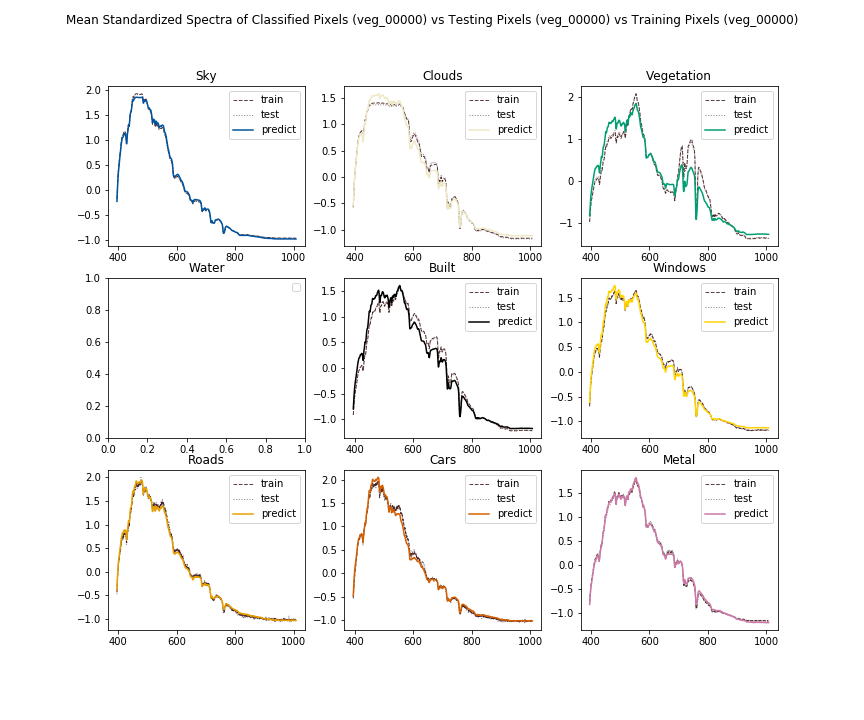 Mean Standardized Spectra of Classified Pixels (veg_00000) vs Testing Pixels (veg_00000) vs Training Pixels (veg_00000)
Sky
2.0
1.5
1.0
0.5
0.0
−0.5
−1.0
400
600
800
1000
train
test
predict
Clouds
1.5
1.0
0.5
0.0
−0.5
−1.0
400
600
800
1000
train
test
predict
Vegetation
2
1
0
−1
400
600
800
1000
train
test
predict
Water
1.0
0.8
0.6
0.4
0.2
0.0
0.0
0.2
0.4
0.6
0.8
1.0
Built
1.5
1.0
0.5
0.0
−0.5
−1.0
400
600
800
1000
train
test
predict
Windows
1.5
1.0
0.5
0.0
−0.5
−1.0
400
600
800
1000
train
test
predict
Roads
2.0
1.5
1.0
0.5
0.0
−0.5
−1.0
400
600
800
1000
train
test
predict
Cars
2.0
1.5
1.0
0.5
0.0
−0.5
−1.0
400
600
800
1000
train
test
predict
Metal
1.5
1.0
0.5
0.0
−0.5
−1.0
400
600
800
1000
train
test
predict